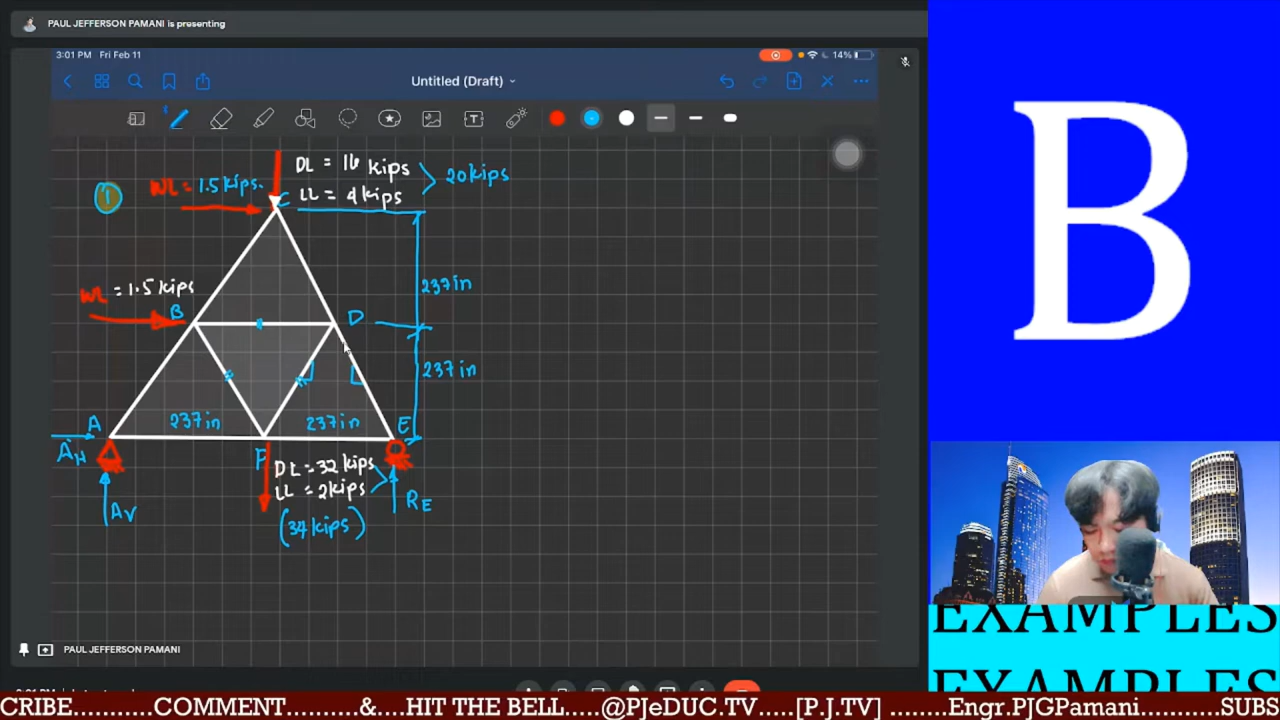 PAUL JEFFERSON PAMANI is presenting
3:01 PM Fri Feb 11
14%
Untitled (Draft)
1
WL = 1.5 kips.
DL = 16 kips
LL = 4 kips
20 kips
C
237 in
WL = 1.5 kips
B
D
237 in
A
237 in
237 in
E
AH
F
DL = 32 kips
LL = 2 kips
(34 kips)
AV
RE
PAUL JEFFERSON PAMANI
B
EXAMPLES
EXAMPLES
CRIBE..........COMMENT.........&....HIT THE BELL....@PJeDUC.TV.....[P.J.TV] ........Engr.PJGPamani.........SUBS